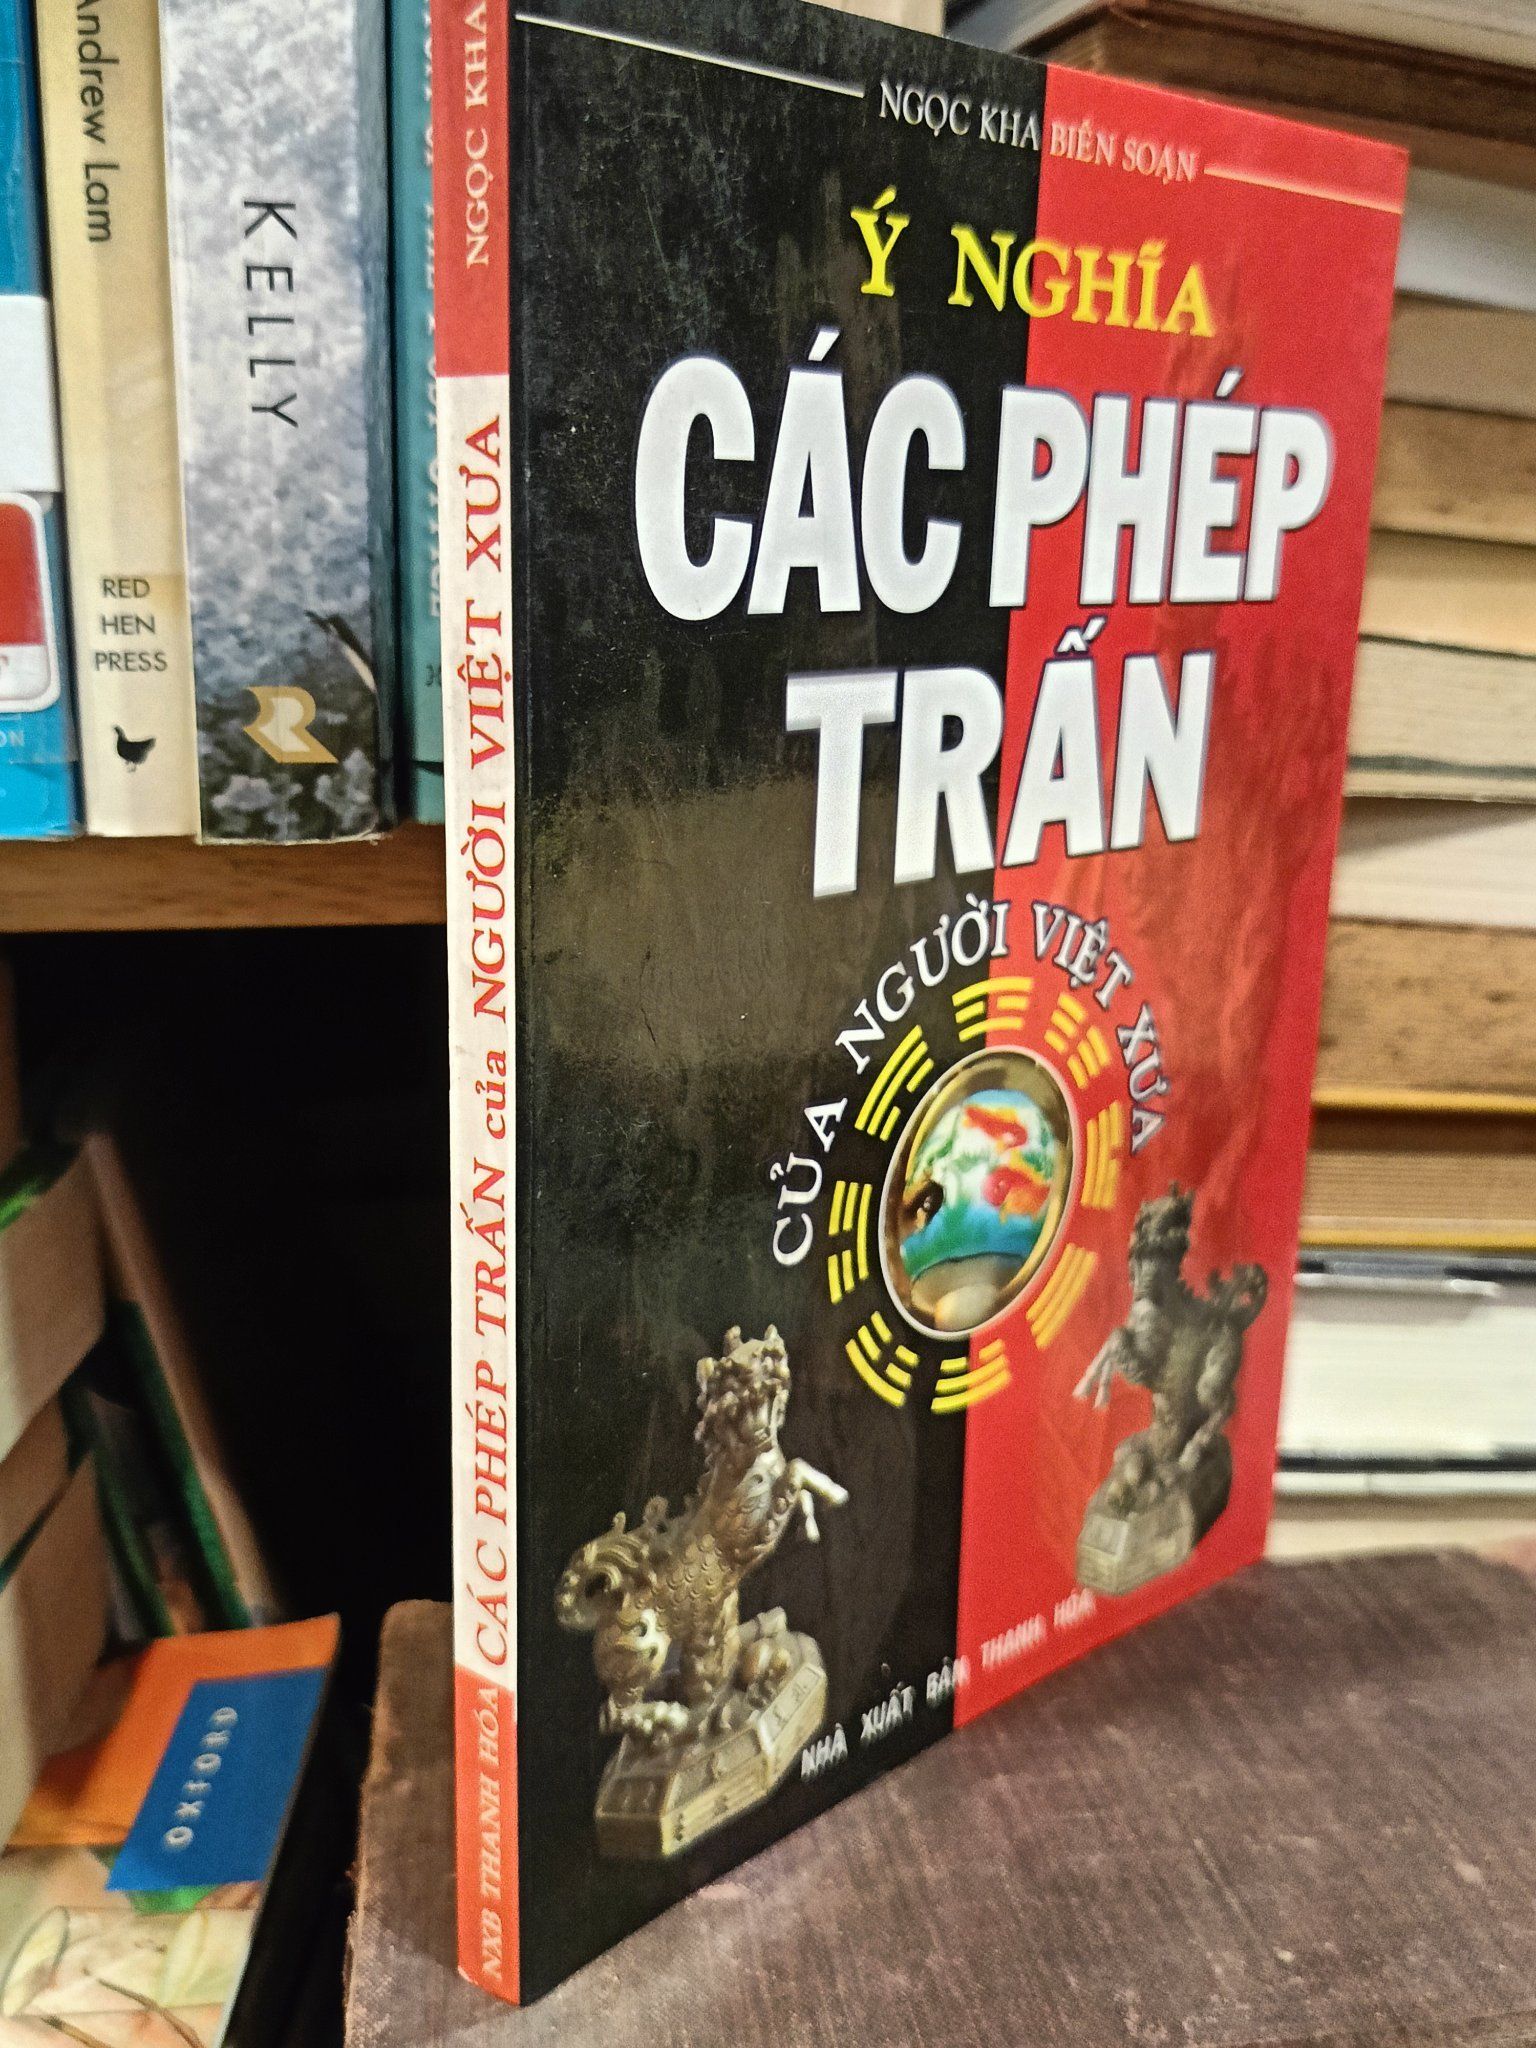 NGỌC KHA BIÊN SOẠN
Ý NGHĨA
CÁC PHÉP
TRẤN
CỦA NGƯỜI VIỆT XƯA
NHÀ XUẤT BẢN THANH HÓA
NGỌC KHA
CÁC PHÉP TRẤN của NGƯỜI VIỆT XƯA
NXB THANH HÓA
Andrew Lam
RED
HEN
PRESS
KELLY
OXFORD